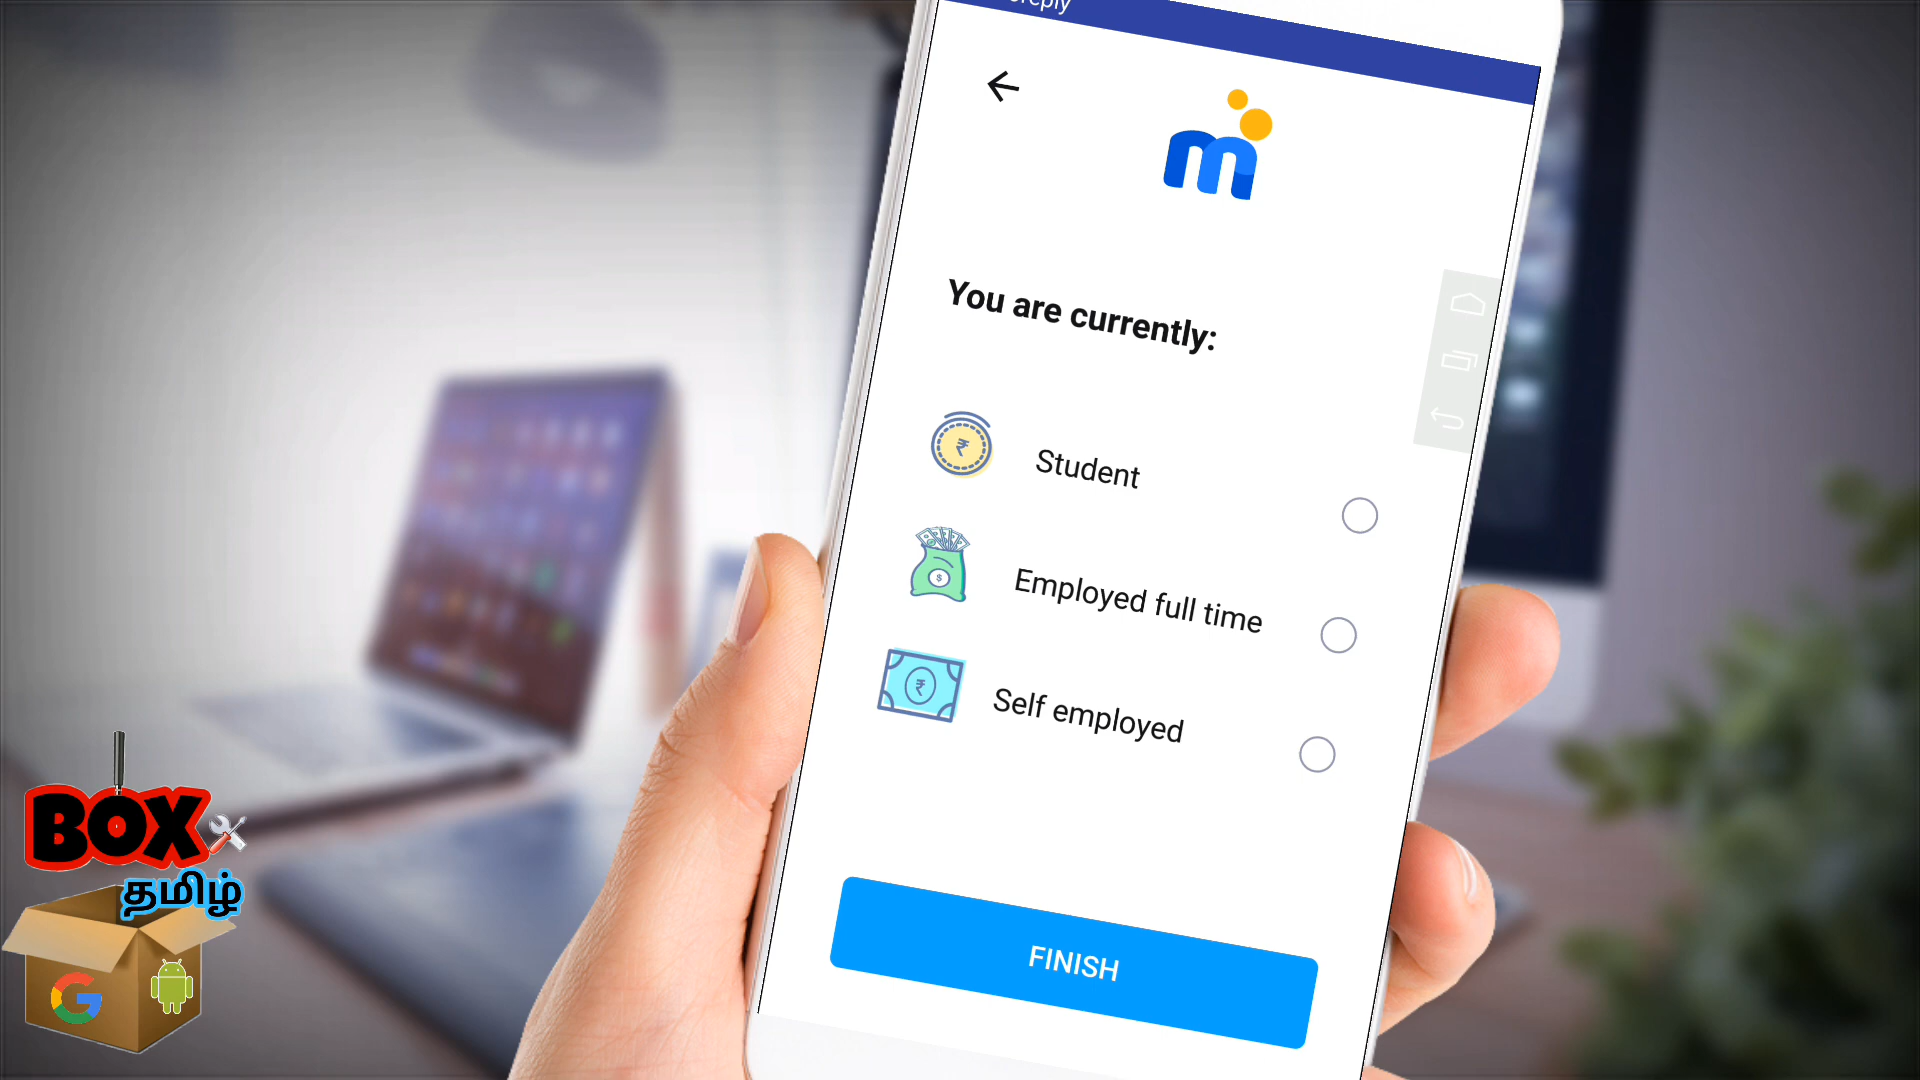 You are currently:
Student
Employed full time
Self employed
FINISH
BOX
தமிழ்